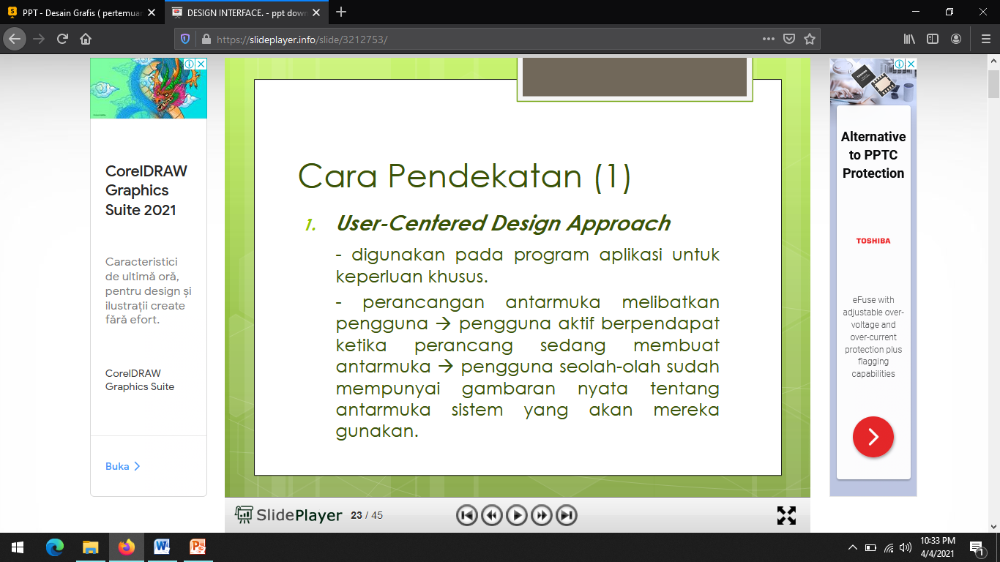 PPT - Desain Grafis ( pertemuan
DESIGN INTERFACE. - ppt down
https://slideplayer.info/slide/3212753/
CorelDRAW
Graphics
Suite 2021
Caracteristici
de ultimă oră,
pentru design și
ilustrații create
fără efort.
CorelDRAW
Graphics Suite
Buka
Cara Pendekatan (1)
1. User-Centered Design Approach
- digunakan pada program aplikasi untuk
keperluan khusus.
- perancangan antarmuka melibatkan
pengguna → pengguna aktif berpendapat
ketika perancang sedang membuat
antarmuka → pengguna seolah-olah sudah
mempunyai gambaran nyata tentang
antarmuka sistem yang akan mereka
gunakan.
SlidePlayer
23 / 45
Alternative
to PPTC
Protection
TOSHIBA
eFuse with
adjustable over-
voltage and
over-current
protection plus
flagging
capabilities
10:33 PM
4/4/2021
1